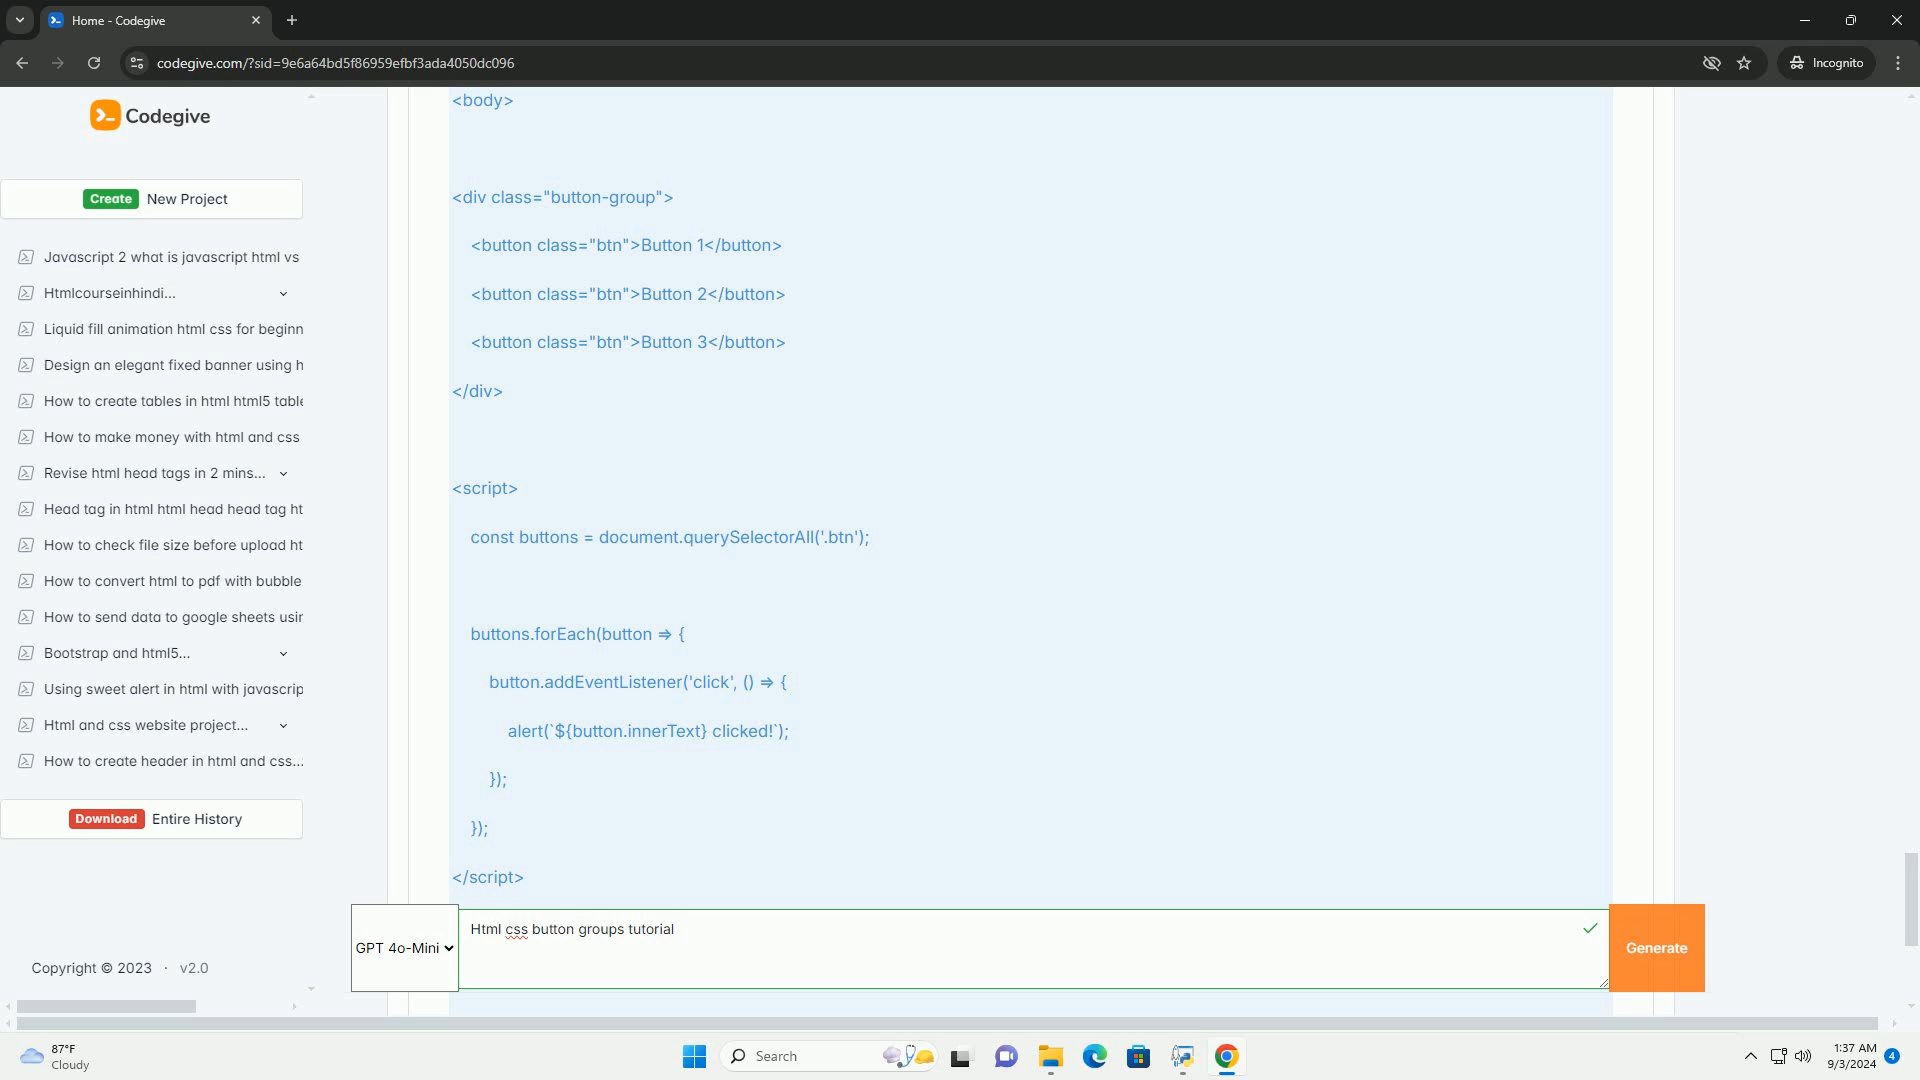 Home - Codegive
codegive.com/?sid=9e6a64bd5f86959efbf3ada4050dc096
Incognito
Codegive
Create New Project
Javascript 2 what is javascript html vs
Htmlcourseinhindi...
Liquid fill animation html css for beginn
Design an elegant fixed banner using h
How to create tables in html html5 table
How to make money with html and css
Revise html head tags in 2 mins...
Head tag in html html head head tag ht
How to check file size before upload ht
How to convert html to pdf with bubble
How to send data to google sheets usin
Bootstrap and html5...
Using sweet alert in html with javascrip
Html and css website project...
How to create header in html and css...
Download Entire History
Copyright © 2023 · v2.0
<body>
<div class="button-group">
<button class="btn">Button 1</button>
<button class="btn">Button 2</button>
<button class="btn">Button 3</button>
</div>
<script>
const buttons = document.querySelectorAll('.btn');
buttons.forEach(button => {
button.addEventListener('click', () => {
alert(`${button.innerText} clicked!`);
});
});
</script>
GPT 4o-Mini
Html css button groups tutorial
Generate
87°F
Cloudy
Search
1:37 AM
9/3/2024
4